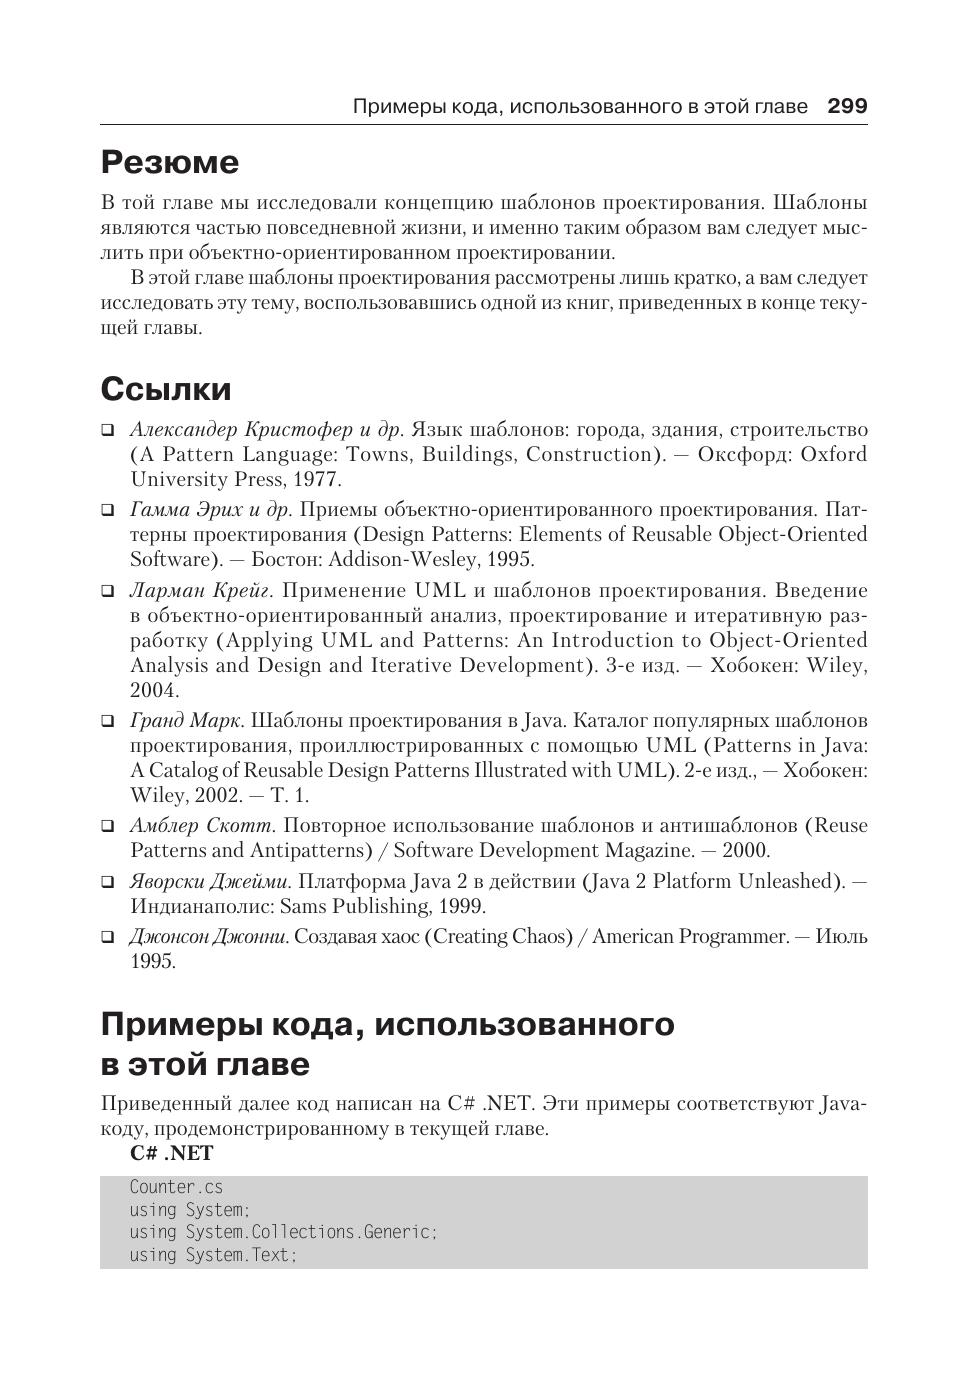 Примеры кода, использованного в этой главе 299
Резюме
В той главе мы исследовали концепцию шаблонов проектирования. Шаблоны
являются частью повседневной жизни, и именно таким образом вам следует мыс-
лить при объектно-ориентированном проектировании.
В этой главе шаблоны проектирования рассмотрены лишь кратко, а вам следует
исследовать эту тему, воспользовавшись одной из книг, приведенных в конце теку-
щей главы.
Ссылки
❑ Александер Кристофер и др. Язык шаблонов: города, здания, строительство
(A Pattern Language: Towns, Buildings, Construction). — Оксфорд: Oxford
University Press, 1977.
❑ Гамма Эрих и др. Приемы объектно-ориентированного проектирования. Пат-
терны проектирования (Design Patterns: Elements of Reusable Object-Oriented
Software). — Бостон: Addison-Wesley, 1995.
❑ Ларман Крейг. Применение UML и шаблонов проектирования. Введение
в объектно-ориентированный анализ, проектирование и итеративную раз-
работку (Applying UML and Patterns: An Introduction to Object-Oriented
Analysis and Design and Iterative Development). 3-е изд. — Хобокен: Wiley,
2004.
❑ Гранд Марк. Шаблоны проектирования в Java. Каталог популярных шаблонов
проектирования, проиллюстрированных с помощью UML (Patterns in Java:
A Catalog of Reusable Design Patterns Illustrated with UML). 2-е изд., — Хобокен:
Wiley, 2002. — Т. 1.
❑ Амблер Скотт. Повторное использование шаблонов и антишаблонов (Reuse
Patterns and Antipatterns) / Software Development Magazine. — 2000.
❑ Яворски Джейми. Платформа Java 2 в действии (Java 2 Platform Unleashed). —
Индианаполис: Sams Publishing, 1999.
❑ Джонсон Джонни. Создавая хаос (Creating Chaos) / American Programmer. — Июль
1995.
Примеры кода, использованного
в этой главе
Приведенный далее код написан на C# .NET. Эти примеры соответствуют Java-
коду, продемонстрированному в текущей главе.
C# .NET
Counter.cs
using System;
using System.Collections.Generic;
using System.Text;